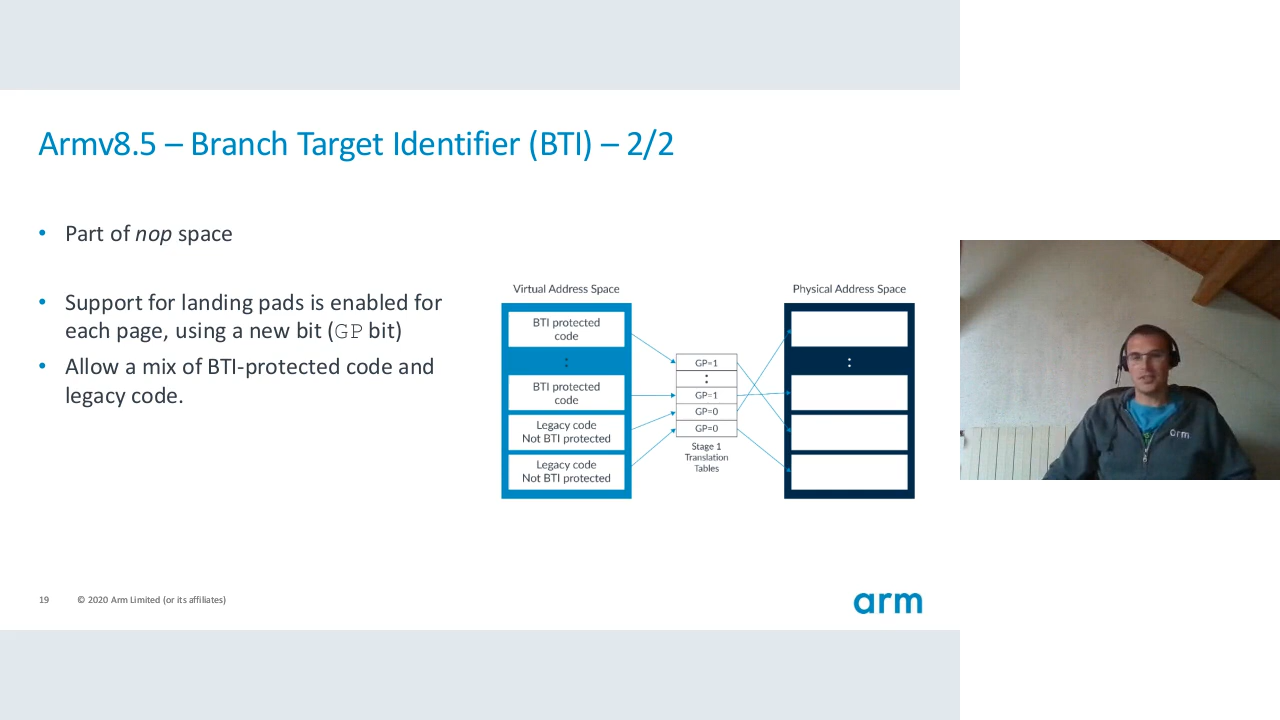 Armv8.5 – Branch Target Identifier (BTI) – 2/2
• Part of nop space
• Support for landing pads is enabled for
each page, using a new bit (GP bit)
• Allow a mix of BTI-protected code and
legacy code.
Virtual Address Space
BTI protected
code
:
BTI protected
code
Legacy code
Not BTI protected
Legacy code
Not BTI protected
GP=1
:
GP=1
GP=0
GP=0
Stage 1
Translation
Tables
Physical Address Space
:
arm
19
© 2020 Arm Limited (or its affiliates)
arm